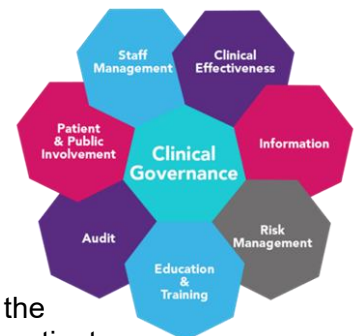 Staff
Management
Clinical
Effectiveness
Patient
& Public
Involvement
Clinical
Governance
Information
Audit
Risk
Management
Education
&
Training
the